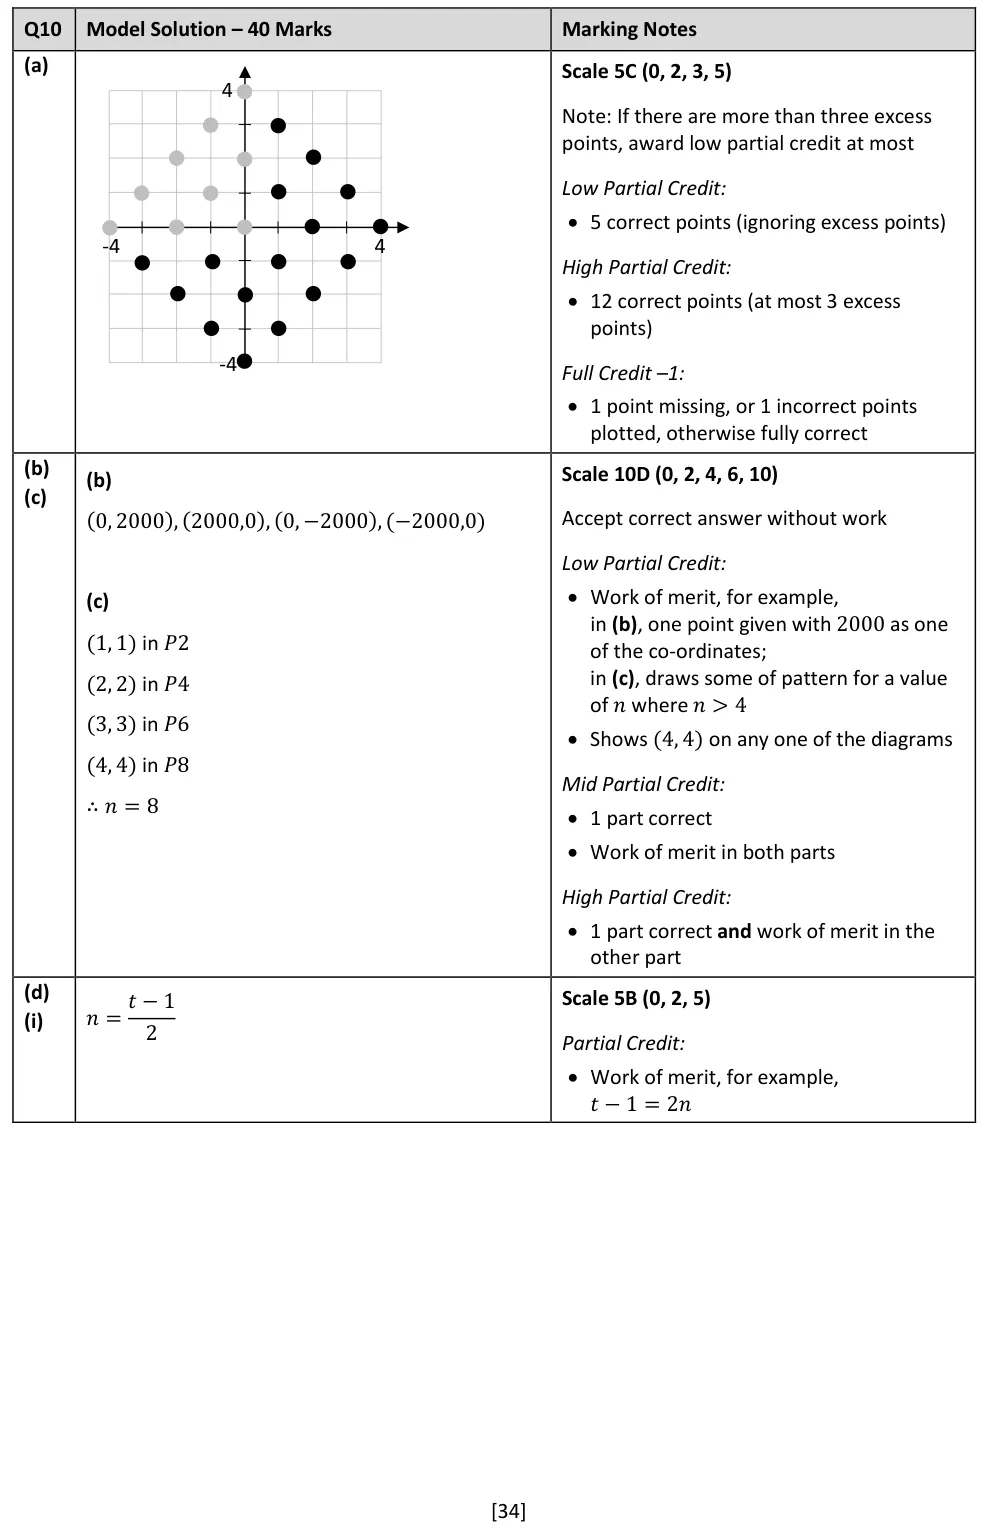 Q10 Model Solution – 40 Marks Marking Notes
(a)
4
-4
4
-4
Scale 5C (0, 2, 3, 5)
Note: If there are more than three excess
points, award low partial credit at most
Low Partial Credit:
• 5 correct points (ignoring excess points)
High Partial Credit:
• 12 correct points (at most 3 excess
points)
Full Credit –1:
• 1 point missing, or 1 incorrect points
plotted, otherwise fully correct
(b)
(c)
(b)
(0, 2000), (2000,0), (0, −2000), (−2000,0)
(c)
(1, 1) in P2
(2, 2) in P4
(3, 3) in P6
(4, 4) in P8
∴ n = 8
Scale 10D (0, 2, 4, 6, 10)
Accept correct answer without work
Low Partial Credit:
• Work of merit, for example,
in (b), one point given with 2000 as one
of the co-ordinates;
in (c), draws some of pattern for a value
of n where n > 4
• Shows (4, 4) on any one of the diagrams
Mid Partial Credit:
• 1 part correct
• Work of merit in both parts
High Partial Credit:
• 1 part correct and work of merit in the
other part
(d)
(i)
n = (t − 1)/2
Scale 5B (0, 2, 5)
Partial Credit:
• Work of merit, for example,
t − 1 = 2n
[34]